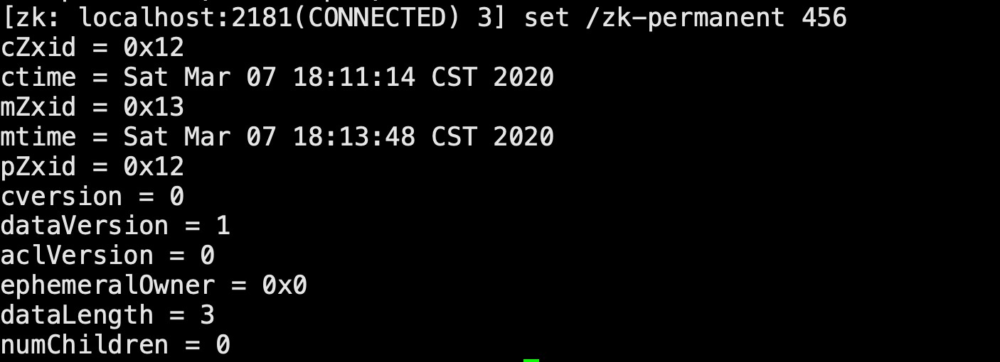 [zk: localhost:2181(CONNECTED) 3] set /zk-permanent 456
cZxid = 0x12
ctime = Sat Mar 07 18:11:14 CST 2020
mZxid = 0x13
mtime = Sat Mar 07 18:13:48 CST 2020
pZxid = 0x12
cversion = 0
dataVersion = 1
aclVersion = 0
ephemeralOwner = 0x0
dataLength = 3
numChildren = 0